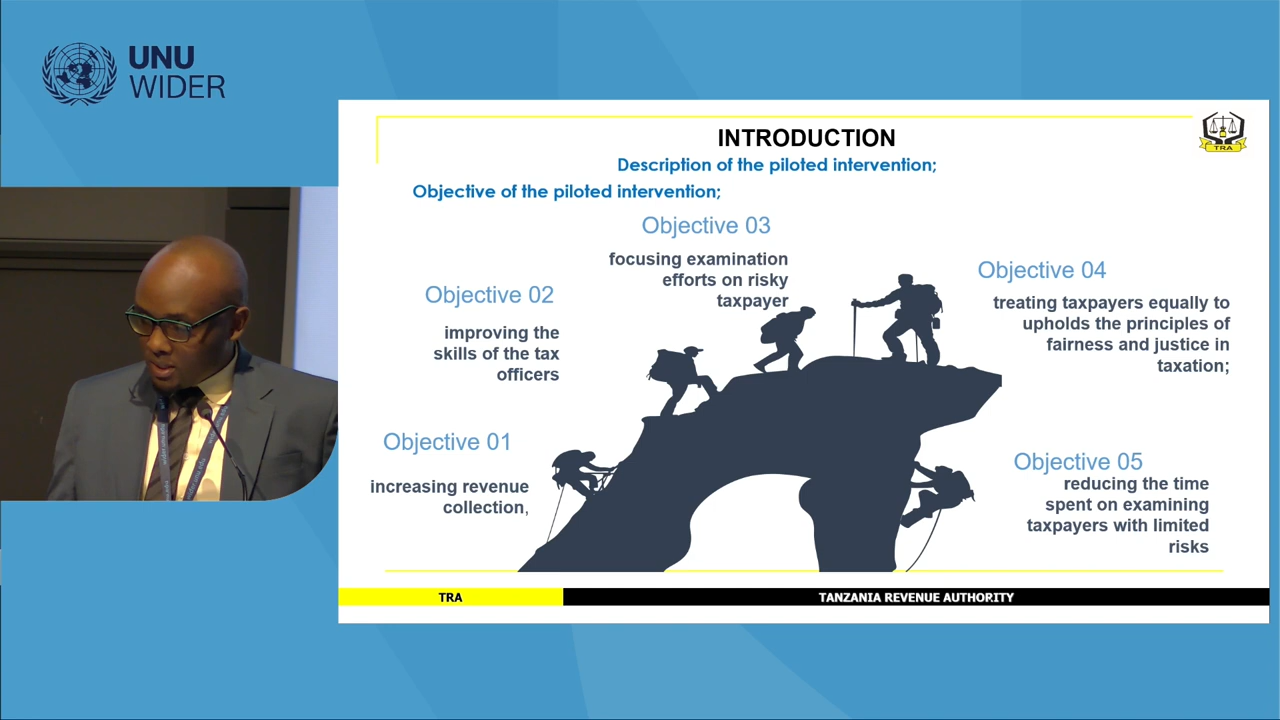 UNU
WIDER
INTRODUCTION
TRA
Description of the piloted intervention;
Objective of the piloted intervention;
Objective 03
focusing examination
efforts on risky
taxpayer
Objective 02
improving the
skills of the tax
officers
Objective 04
treating taxpayers equally to
upholds the principles of
fairness and justice in
taxation;
Objective 01
increasing revenue
collection,
Objective 05
reducing the time
spent on examining
taxpayers with limited
risks
TRA
TANZANIA REVENUE AUTHORITY